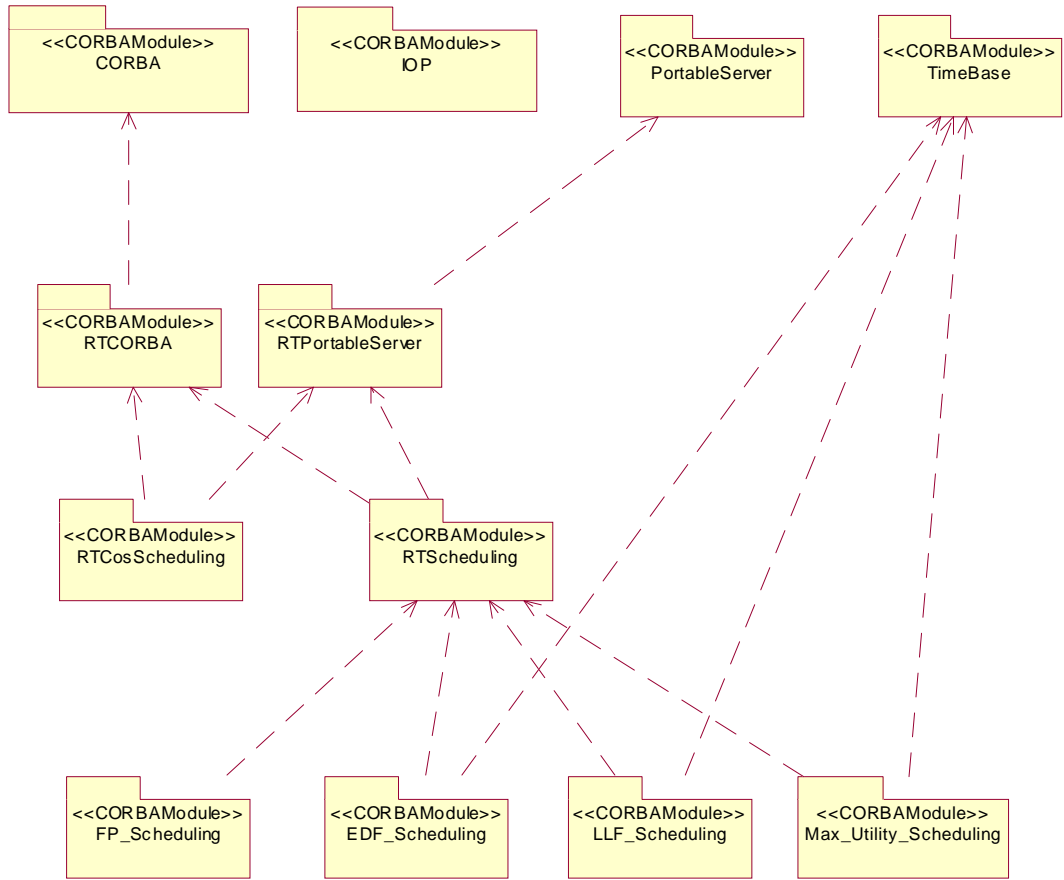 <<CORBAModule>>
CORBA
<<CORBAModule>>
IOP
<<CORBAModule>>
PortableServer
<<CORBAModule>>
TimeBase
<<CORBAModule>>
RTCORBA
<<CORBAModule>>
RTPortableServer
<<CORBAModule>>
RTCosScheduling
<<CORBAModule>>
RTScheduling
<<CORBAModule>>
FP_Scheduling
<<CORBAModule>>
EDF_Scheduling
<<CORBAModule>>
LLF_Scheduling
<<CORBAModule>>
Max_Utility_Scheduling